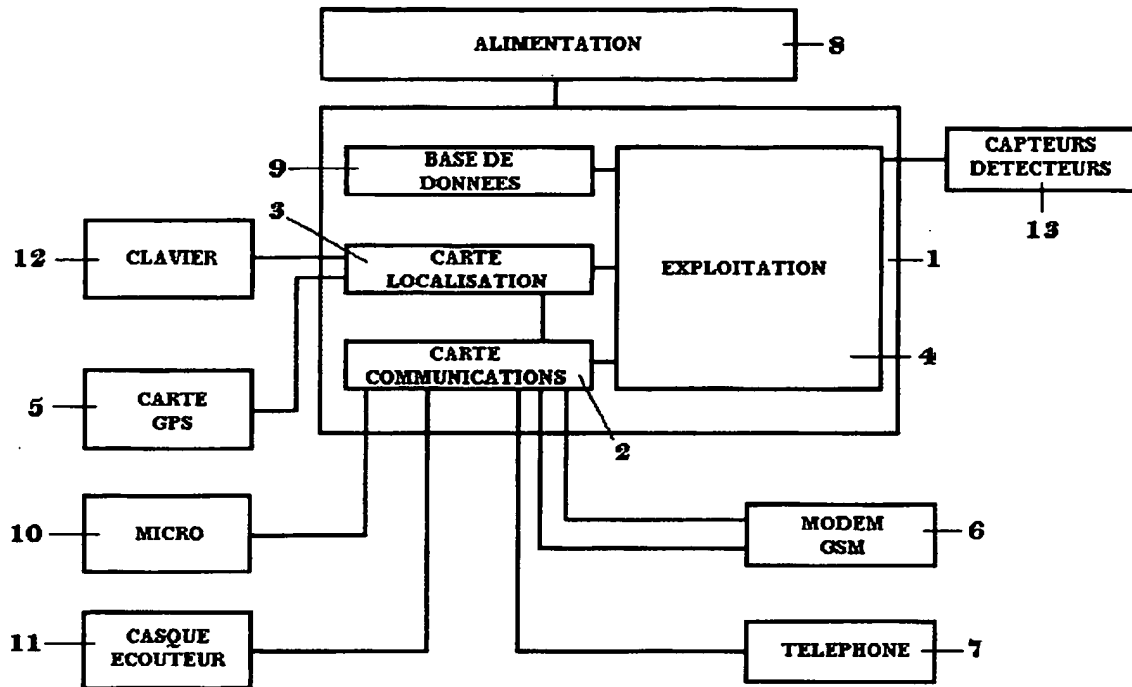 ALIMENTATION
8
BASE DE
DONNEES
9
CAPTEURS
DETECTEURS
13
3
12
CLAVIER
CARTE
LOCALISATION
EXPLOITATION
1
CARTE
COMMUNICATIONS
4
5
CARTE
GPS
2
10
MICRO
MODEM
GSM
6
11
CASQUE
ECOUTEUR
TELEPHONE
7